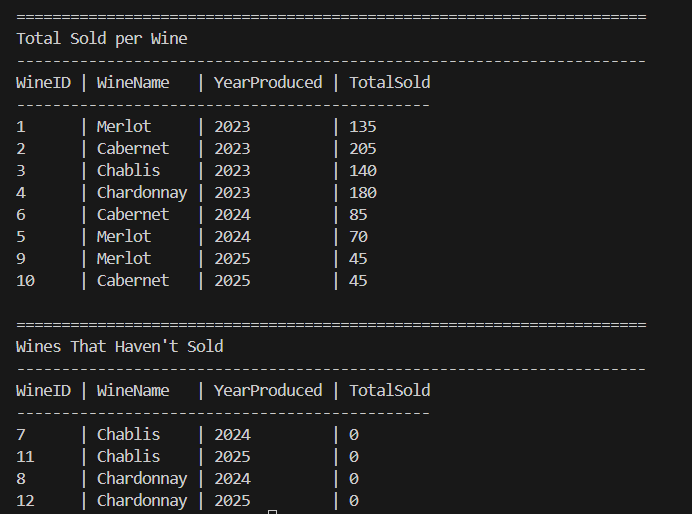 ======================================================================
Total Sold per Wine
----------------------------------------------------------------------
WineID | WineName   | YearProduced | TotalSold
----------------------------------------------
1      | Merlot     | 2023         | 135
2      | Cabernet   | 2023         | 205
3      | Chablis    | 2023         | 140
4      | Chardonnay | 2023         | 180
6      | Cabernet   | 2024         | 85
5      | Merlot     | 2024         | 70
9      | Merlot     | 2025         | 45
10     | Cabernet   | 2025         | 45
======================================================================
Wines That Haven't Sold
----------------------------------------------------------------------
WineID | WineName   | YearProduced | TotalSold
----------------------------------------------
7      | Chablis    | 2024         | 0
11     | Chablis    | 2025         | 0
8      | Chardonnay | 2024         | 0
12     | Chardonnay | 2025         | 0